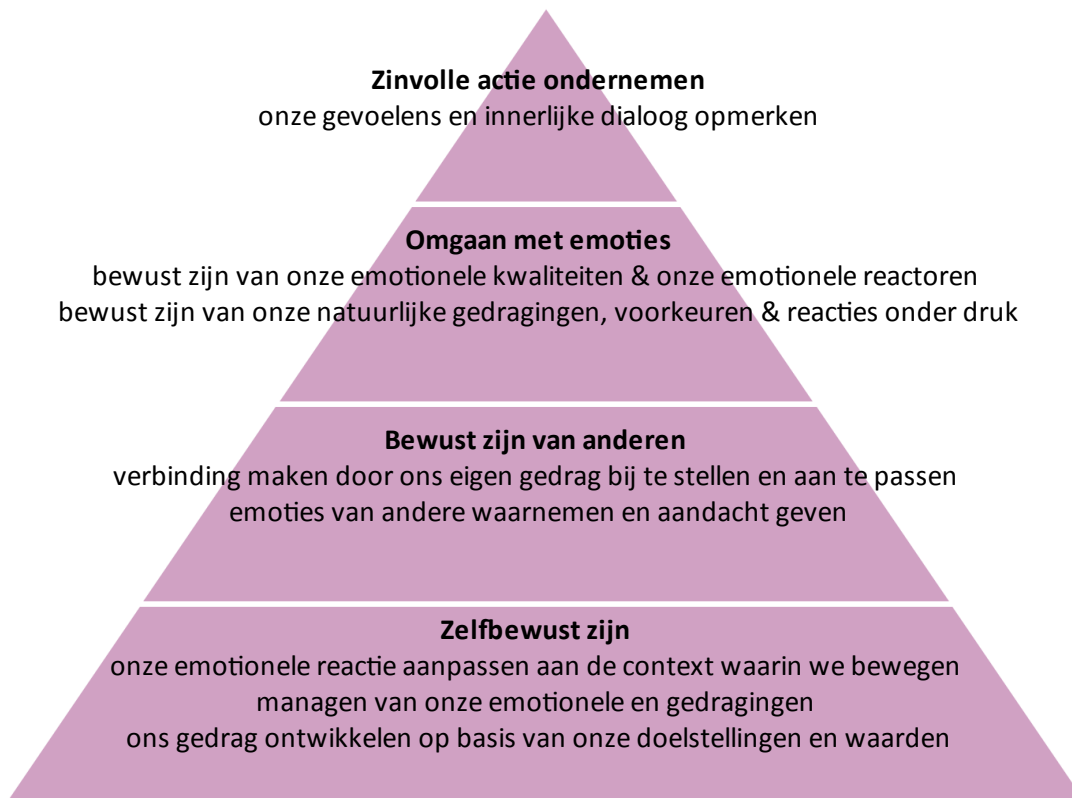 Zinvolle actie ondernemen
onze gevoelens en innerlijke dialoog opmerken
Omgaan met emoties
bewust zijn van onze emotionele kwaliteiten & onze emotionele reactoren
bewust zijn van onze natuurlijke gedragingen, voorkeuren & reacties onder druk
Bewust zijn van anderen
verbinding maken door ons eigen gedrag bij te stellen en aan te passen
emoties van andere waarnemen en aandacht geven
Zelfbewust zijn
onze emotionele reactie aanpassen aan de context waarin we bewegen
managen van onze emotionele en gedragingen
ons gedrag ontwikkelen op basis van onze doelstellingen en waarden